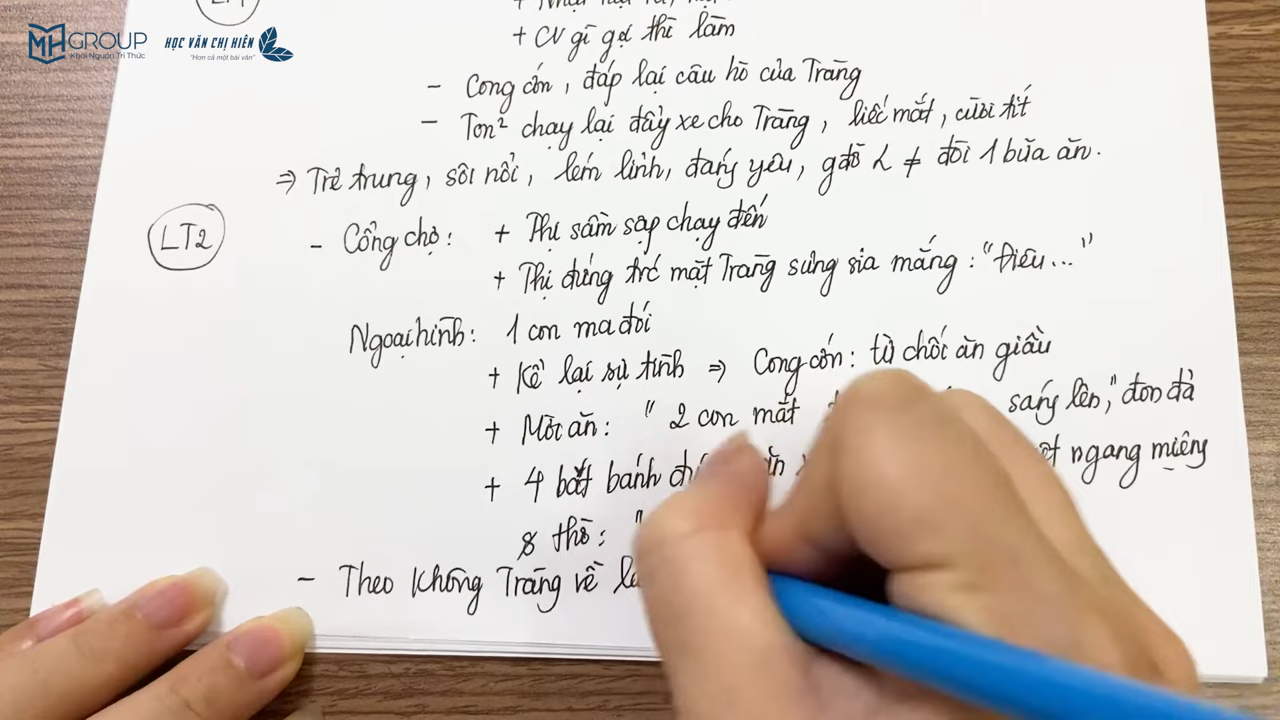 MH GROUP
Khơi Nguồn Tri Thức
HỌC VĂN CHỊ HIÊN
"Hơn cả một bài văn"
+ CV gì gọi thì làm
- Cong cớn, đáp lại câu hò của Tràng
- Ton² chạy lại đẩy xe cho Tràng, liếc mắt, cười tít
⇒ Trẻ trung, sôi nổi, lém lỉnh, đáng yêu, gđõ L ≠ đòi 1 bữa ăn.
LT2
- Cổng chợ: + Thị sầm sập chạy đến
+ Thị đứng trc mặt Tràng sưng sỉa mắng: "Điêu..."
Ngoại hình: 1 con ma đói
+ Kể lại sự tình ⇒ Cong cớn: từ chối ăn giầu
+ Mời ăn: " 2 con mắt sáng lên," đon đả
+ 4 bát bánh ngang miệng
& thở: "
- Theo không Tràng về